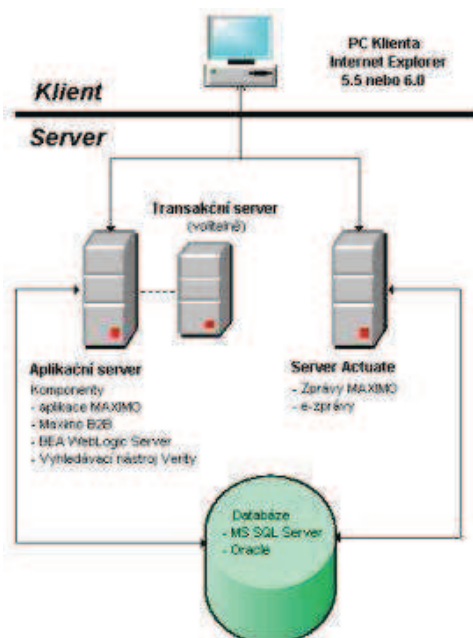 PC Klienta
Internet Explorer
5.5 nebo 6.0
Klient
Server
Transakční server
(volitelně)
Aplikační server
Komponenty
- aplikace MAXIMO
- Maximo B2B
- BEA WebLogic Server
- Vyhledávací nástroj Verity
Server Actuate
- Zprávy MAXIMO
- e-zprávy
Databáze
- MS SQL Server
- Oracle